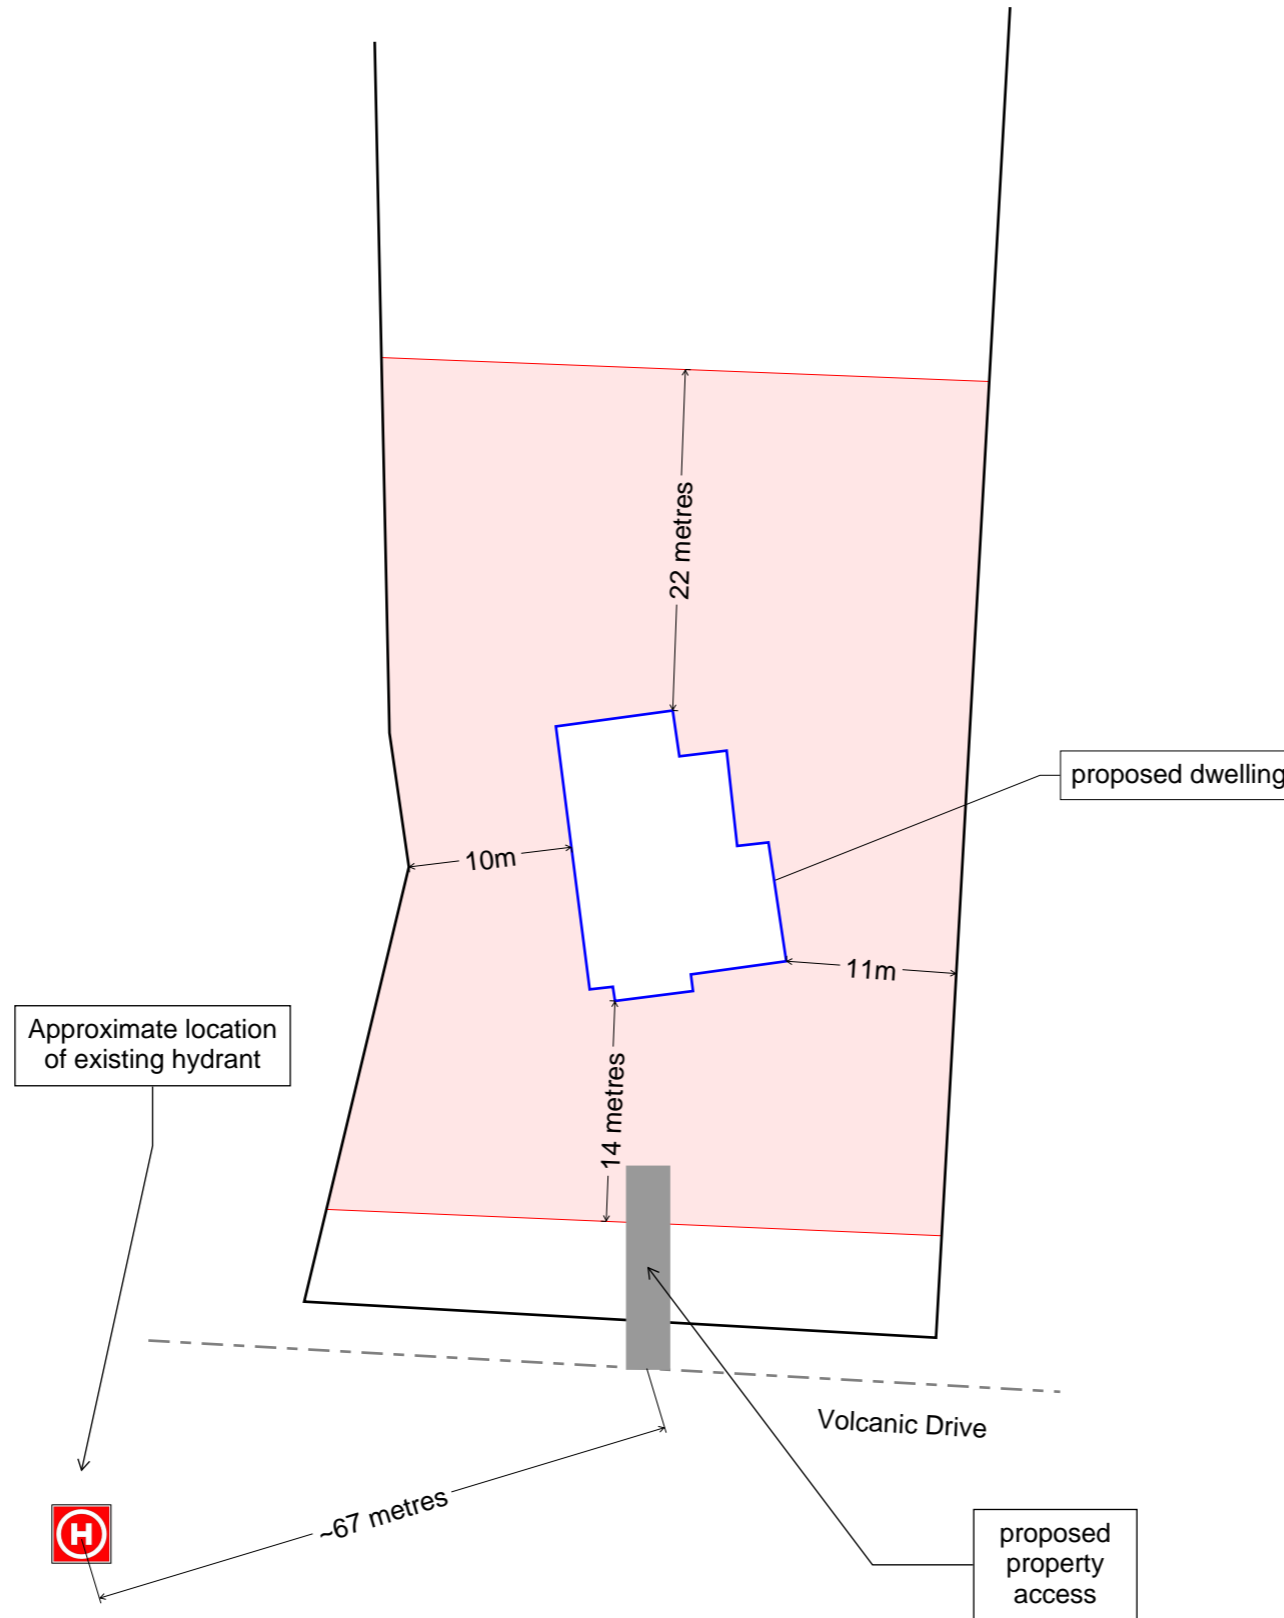 22 metres
proposed dwelling
10m
11m
Approximate location
of existing hydrant
14 metres
Volcanic Drive
~67 metres
H
proposed
property
access